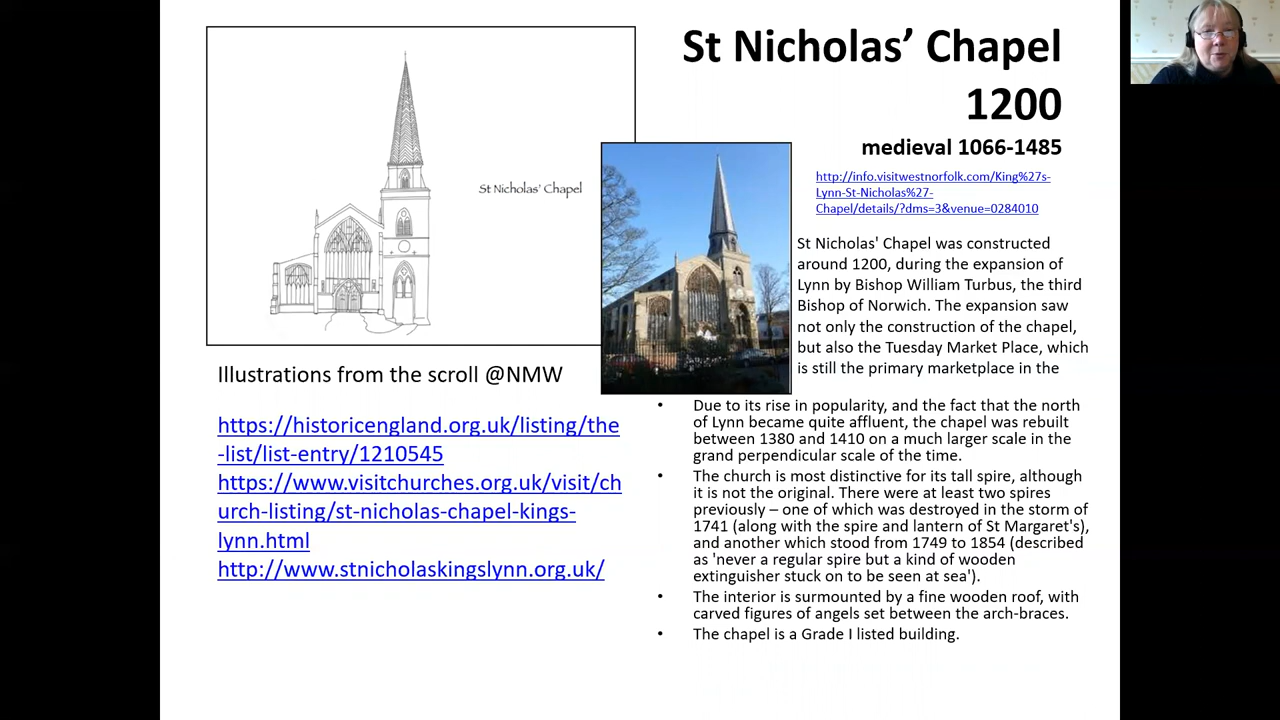 St Nicholas’ Chapel
1200
medieval 1066-1485
http://info.visitwestnorfolk.com/King%27s-
Lynn-St-Nicholas%27-
Chapel/details/?dms=3&venue=0284010
St Nicholas’ Chapel
St Nicholas' Chapel was constructed
around 1200, during the expansion of
Lynn by Bishop William Turbus, the third
Bishop of Norwich. The expansion saw
not only the construction of the chapel,
but also the Tuesday Market Place, which
is still the primary marketplace in the
Illustrations from the scroll @NMW
https://historicengland.org.uk/listing/the
-list/list-entry/1210545
https://www.visitchurches.org.uk/visit/ch
urch-listing/st-nicholas-chapel-kings-
lynn.html
http://www.stnicholaskingslynn.org.uk/
• Due to its rise in popularity, and the fact that the north
of Lynn became quite affluent, the chapel was rebuilt
between 1380 and 1410 on a much larger scale in the
grand perpendicular scale of the time.
• The church is most distinctive for its tall spire, although
it is not the original. There were at least two spires
previously – one of which was destroyed in the storm of
1741 (along with the spire and lantern of St Margaret's),
and another which stood from 1749 to 1854 (described
as 'never a regular spire but a kind of wooden
extinguisher stuck on to be seen at sea').
• The interior is surmounted by a fine wooden roof, with
carved figures of angels set between the arch-braces.
• The chapel is a Grade I listed building.